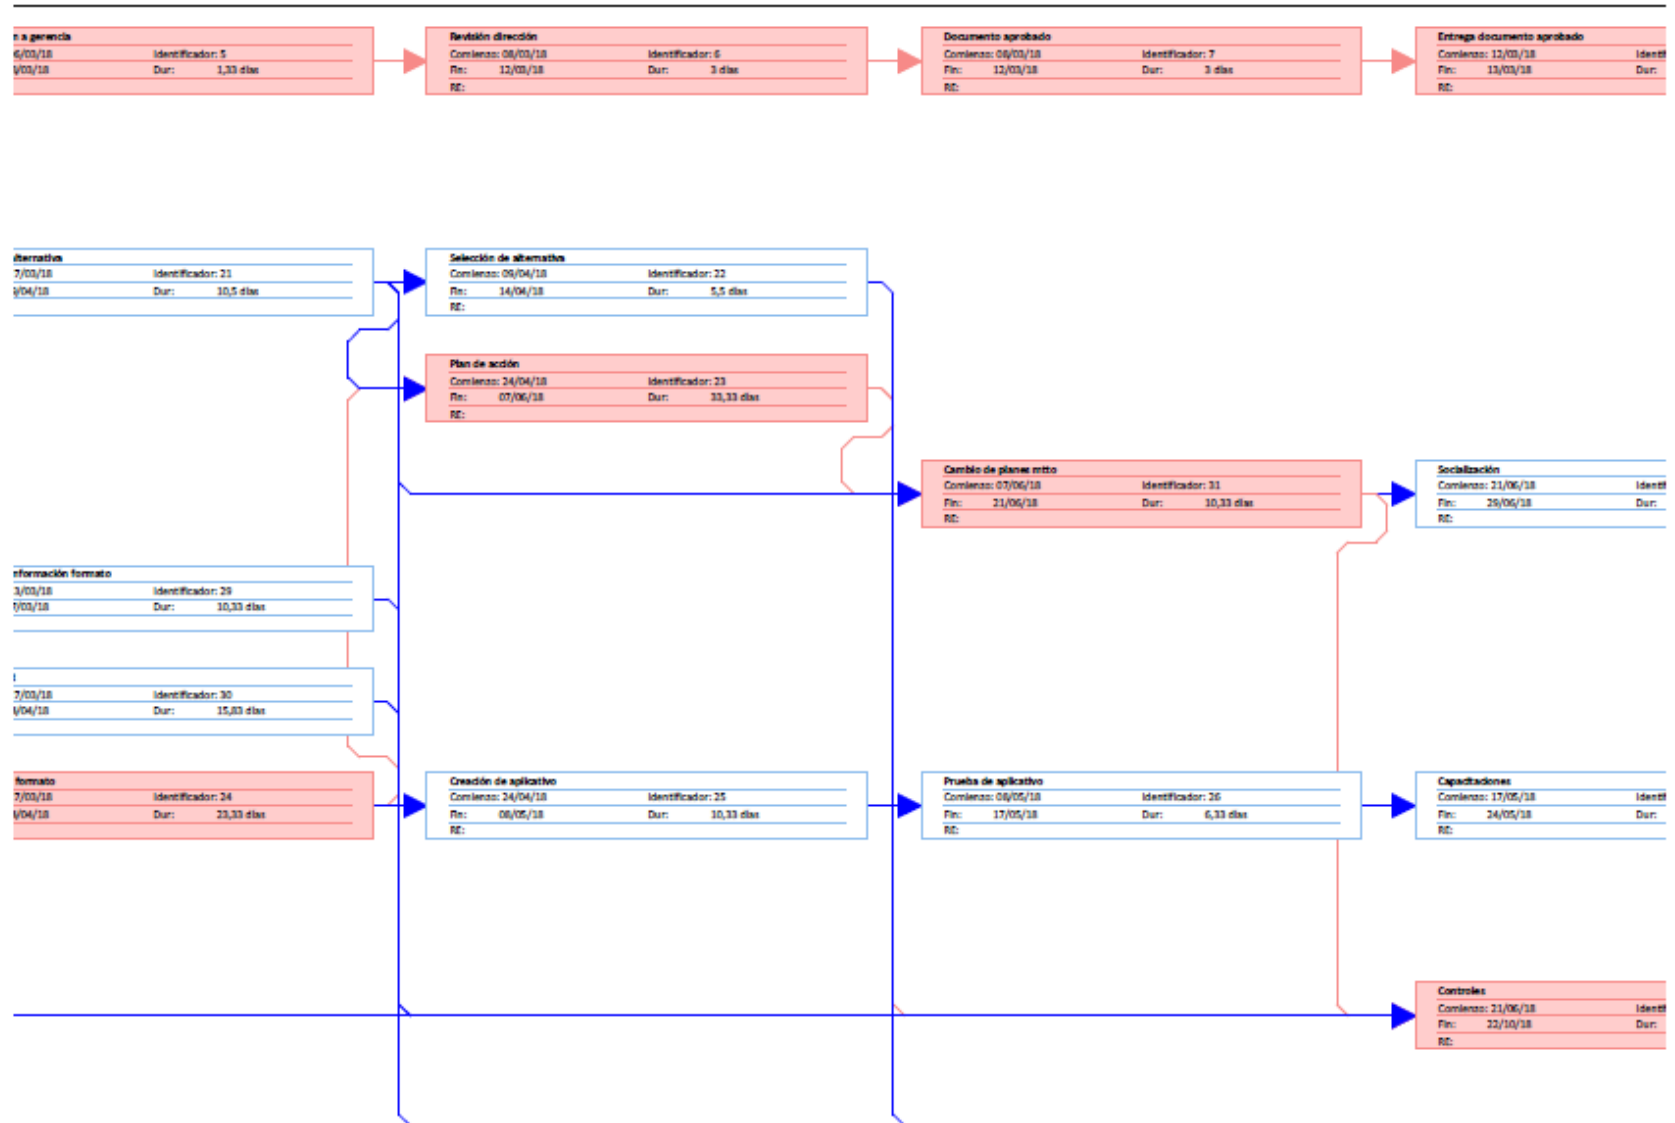 n a gerencia
6/03/18 Identificador: 5
/03/18 Dur: 1,33 días
Revisión dirección
Comienzo: 08/03/18 Identificador: 6
Fin: 12/03/18 Dur: 3 días
RE:
Documento aprobado
Comienzo: 08/03/18 Identificador: 7
Fin: 12/03/18 Dur: 3 días
RE:
Entrega documento aprobado
Comienzo: 12/03/18 Identif
Fin: 13/03/18 Dur:
RE:
lternativa
7/03/18 Identificador: 21
/04/18 Dur: 10,5 días
Selección de alternativa
Comienzo: 09/04/18 Identificador: 22
Fin: 14/04/18 Dur: 5,5 días
RE:
Plan de acción
Comienzo: 24/04/18 Identificador: 23
Fin: 07/06/18 Dur: 33,33 días
RE:
Cambio de planes mtto
Comienzo: 07/06/18 Identificador: 31
Fin: 21/06/18 Dur: 10,33 días
RE:
Socialización
Comienzo: 21/06/18 Identif
Fin: 29/06/18 Dur:
RE:
nformación formato
3/03/18 Identificador: 29
/03/18 Dur: 10,33 días
7/03/18 Identificador: 30
/04/18 Dur: 15,83 días
formato
7/03/18 Identificador: 24
/04/18 Dur: 23,33 días
Creación de aplicativo
Comienzo: 24/04/18 Identificador: 25
Fin: 08/05/18 Dur: 10,33 días
RE:
Prueba de aplicativo
Comienzo: 08/05/18 Identificador: 26
Fin: 17/05/18 Dur: 6,33 días
RE:
Capacitaciones
Comienzo: 17/05/18 Identif
Fin: 24/05/18 Dur:
RE:
Controles
Comienzo: 21/06/18 Identif
Fin: 22/10/18 Dur:
RE: